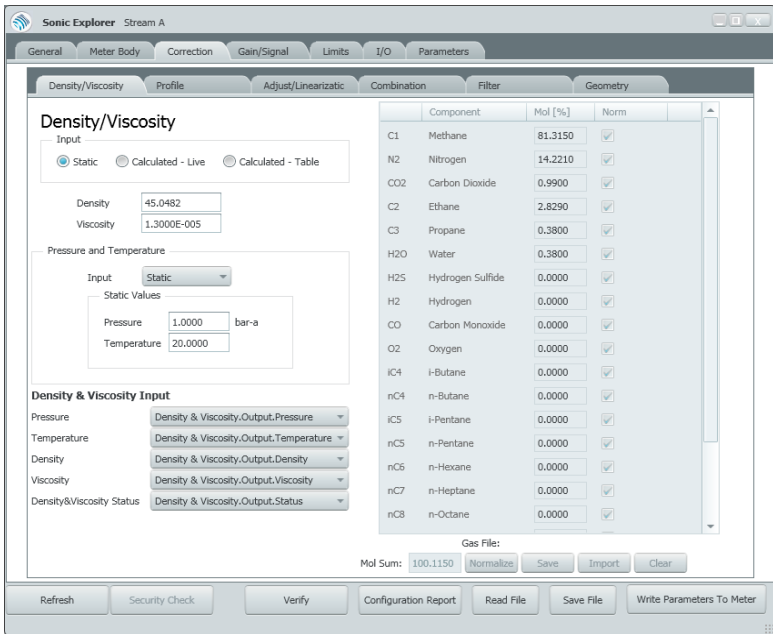 Sonic Explorer Stream A
General Meter Body Correction Gain/Signal Limits I/O Parameters
Density/Viscosity Profile Adjust/Linearizatic Combination Filter Geometry
Density/Viscosity
Input
Static Calculated - Live Calculated - Table
Density 45.0482
Viscosity 1.3000E-005
Pressure and Temperature
Input Static
Static Values
Pressure 1.0000 bar-a
Temperature 20.0000
Density & Viscosity Input
Pressure Density & Viscosity.Output.Pressure
Temperature Density & Viscosity.Output.Temperature
Density Density & Viscosity.Output.Density
Viscosity Density & Viscosity.Output.Viscosity
Density&Viscosity Status Density & Viscosity.Output.Status
Component Mol [%] Norm
C1 Methane 81.3150
N2 Nitrogen 14.2210
CO2 Carbon Dioxide 0.9900
C2 Ethane 2.8290
C3 Propane 0.3800
H2O Water 0.3800
H2S Hydrogen Sulfide 0.0000
H2 Hydrogen 0.0000
CO Carbon Monoxide 0.0000
O2 Oxygen 0.0000
iC4 i-Butane 0.0000
nC4 n-Butane 0.0000
iC5 i-Pentane 0.0000
nC5 n-Pentane 0.0000
nC6 n-Hexane 0.0000
nC7 n-Heptane 0.0000
nC8 n-Octane 0.0000
Gas File:
Mol Sum: 100.1150 Normalize Save Import Clear
Refresh Security Check Verify Configuration Report Read File Save File Write Parameters To Meter